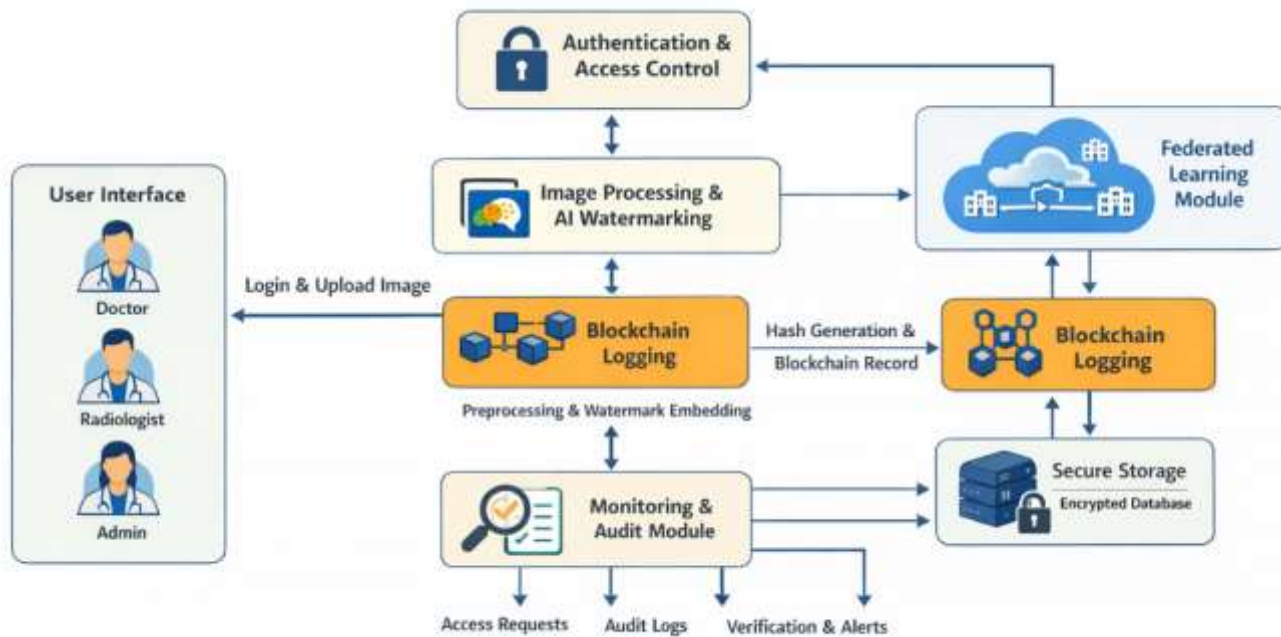 Authentication &
Access Control
Federated
Learning
Module
Image Processing &
AI Watermarking
User Interface
Doctor
Radiologist
Admin
Login & Upload Image
Blockchain
Logging
Hash Generation &
Blockchain Record
Blockchain
Logging
Preprocessing & Watermark Embedding
Monitoring &
Audit Module
Secure Storage
Encrypted Database
Access Requests
Audit Logs
Verification & Alerts